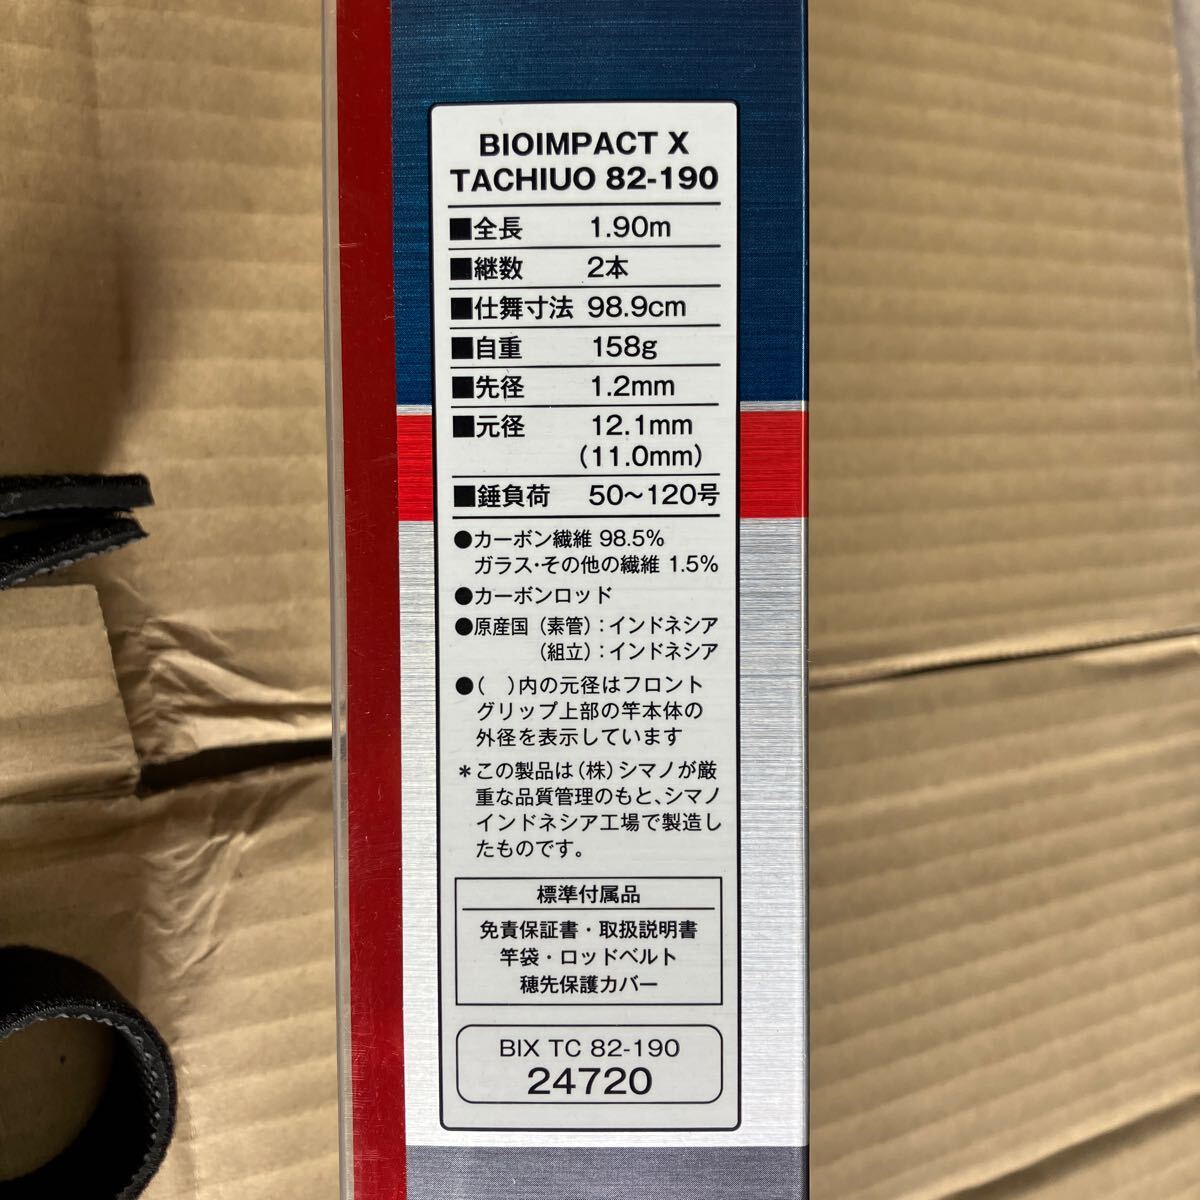 BIOIMPACT X
TACHIUO 82-190
■全長 1.90m
■継数 2本
■仕舞寸法 98.9cm
■自重 158g
■先径 1.2mm
■元径 12.1mm
(11.0mm)
■錘負荷 50〜120号
●カーボン繊維 98.5%
ガラス・その他の繊維 1.5%
●カーボンロッド
●原産国（素管）：インドネシア
（組立）：インドネシア
●（　）内の元径はフロント
グリップ上部の竿本体の
外径を表示しています
＊この製品は（株）シマノが厳
重な品質管理のもと、シマノ
インドネシア工場で製造し
たものです。
標準付属品
免責保証書・取扱説明書
竿袋・ロッドベルト
穂先保護カバー
BIX TC 82-190
24720